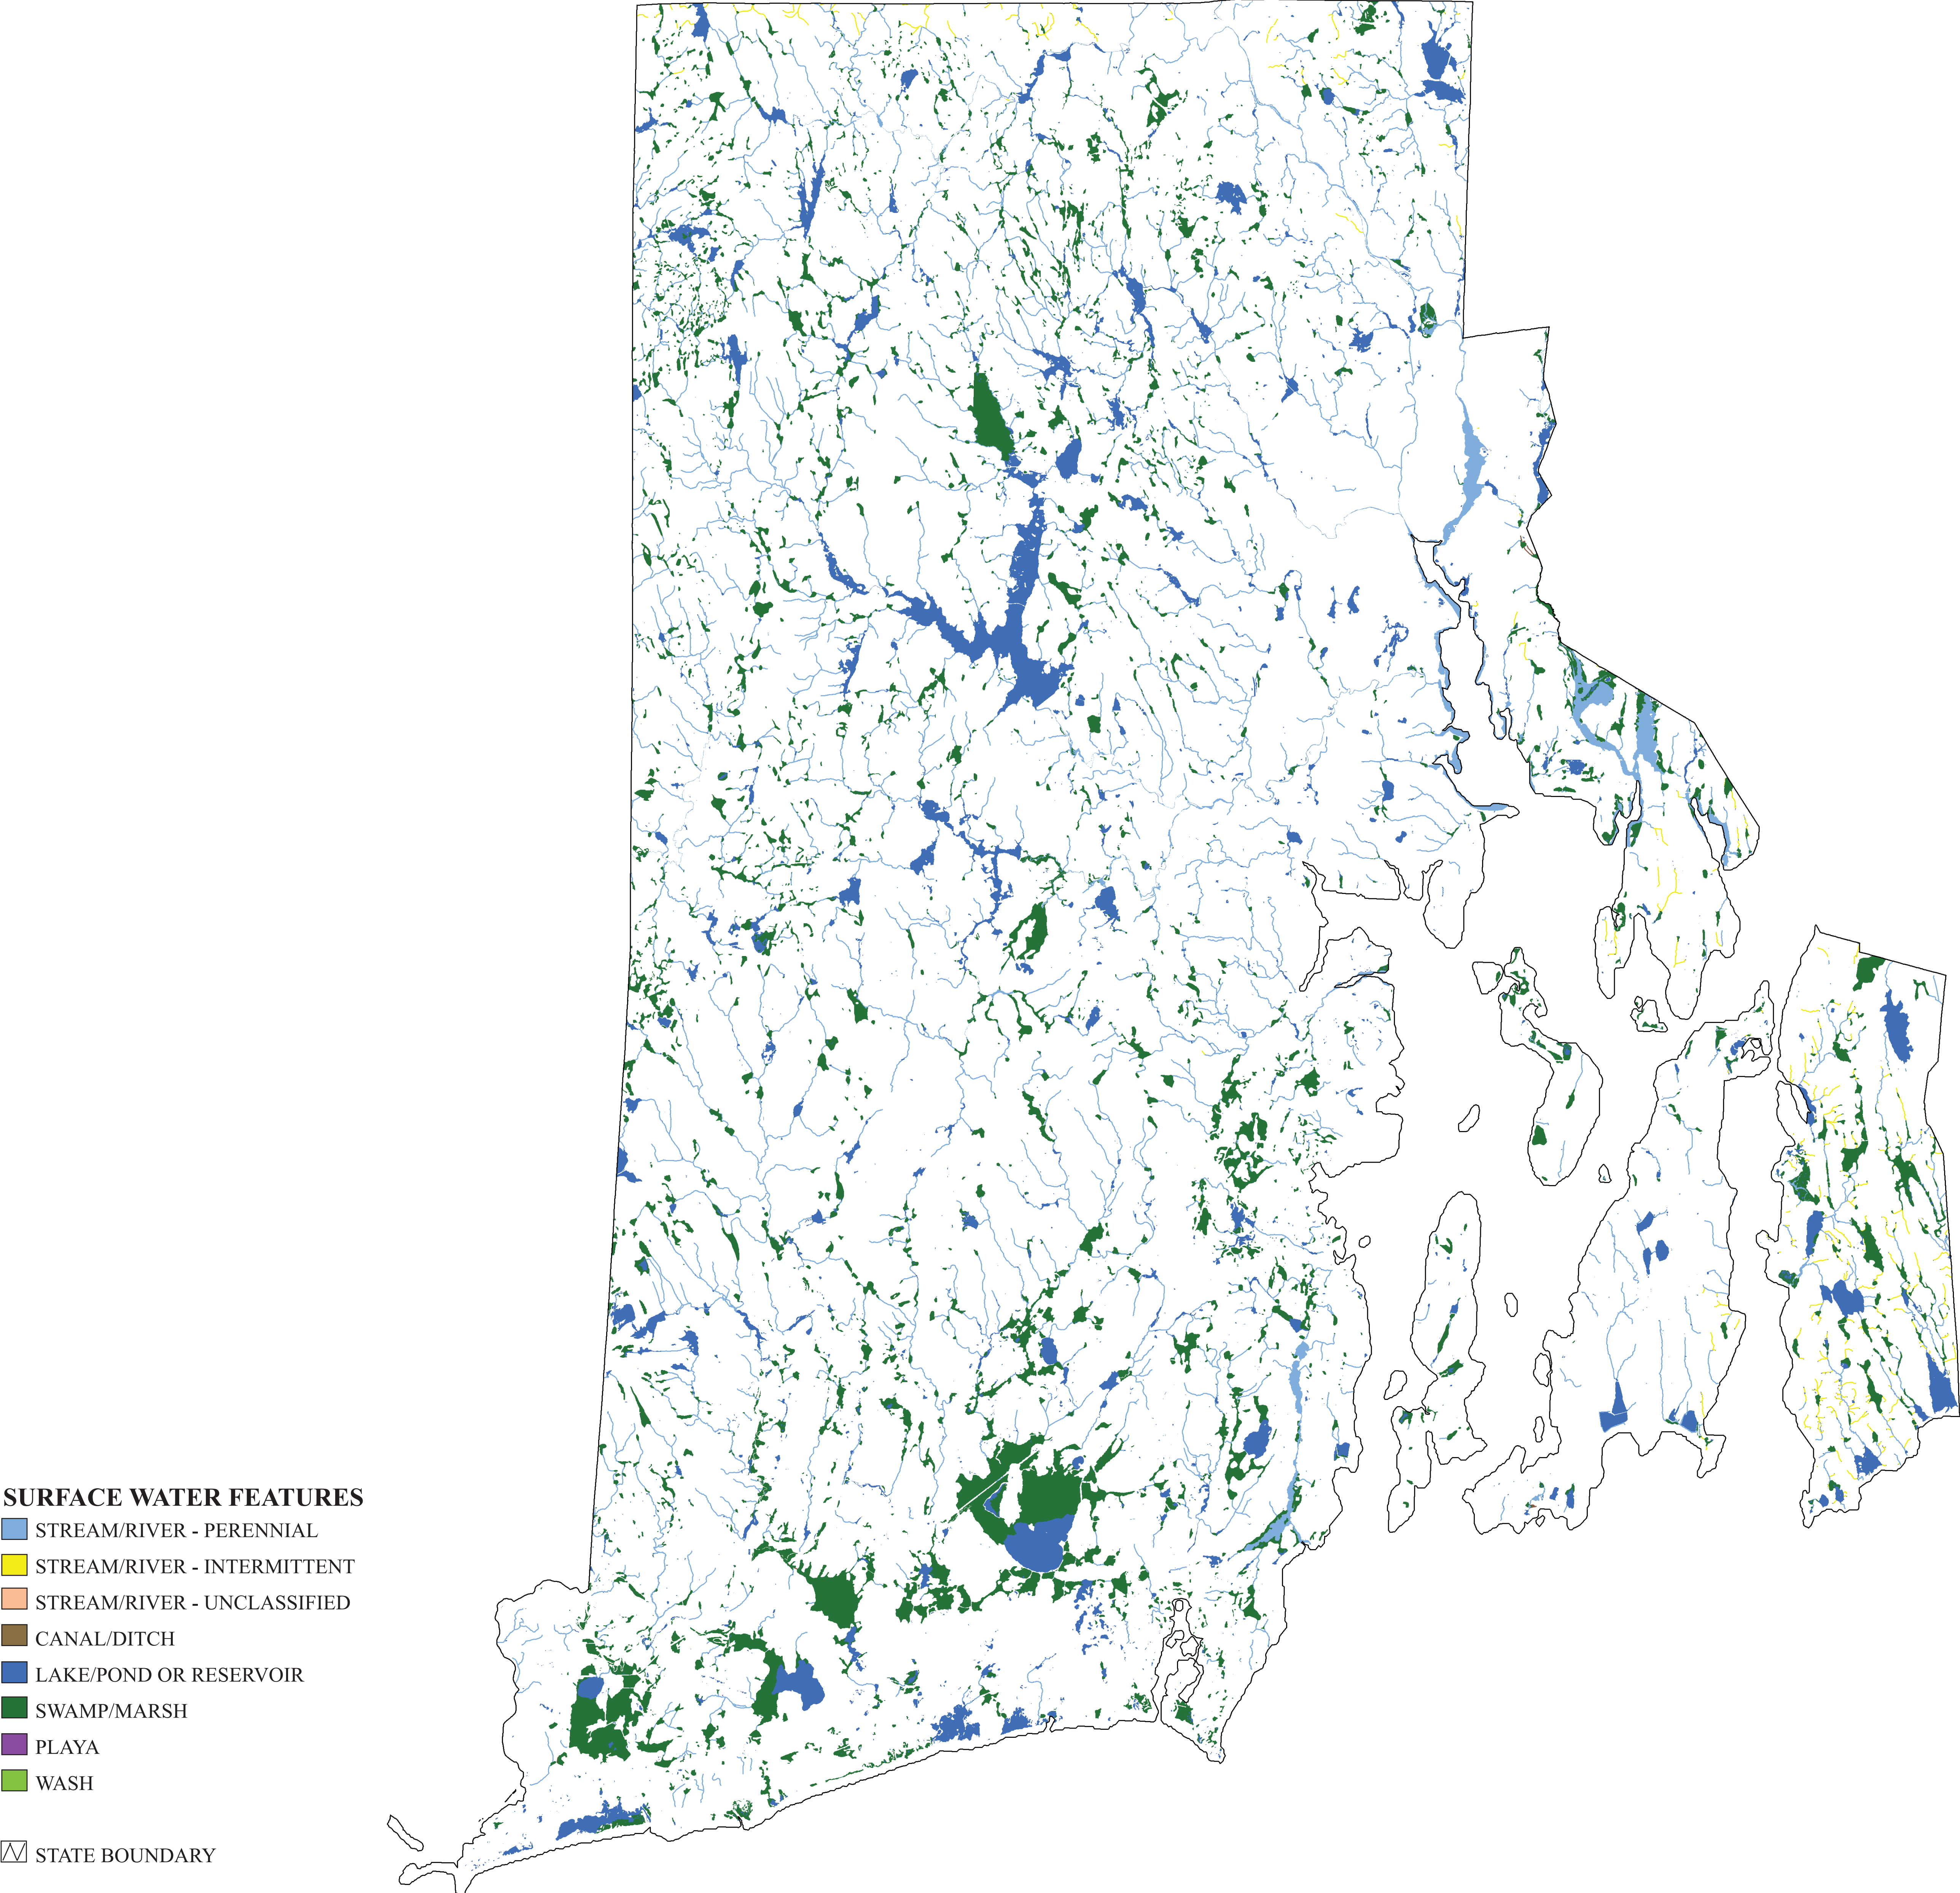 SURFACE WATER FEATURES
STREAM/RIVER - PERENNIAL
STREAM/RIVER - INTERMITTENT
STREAM/RIVER - UNCLASSIFIED
CANAL/DITCH
LAKE/POND OR RESERVOIR
SWAMP/MARSH
PLAYA
WASH
STATE BOUNDARY